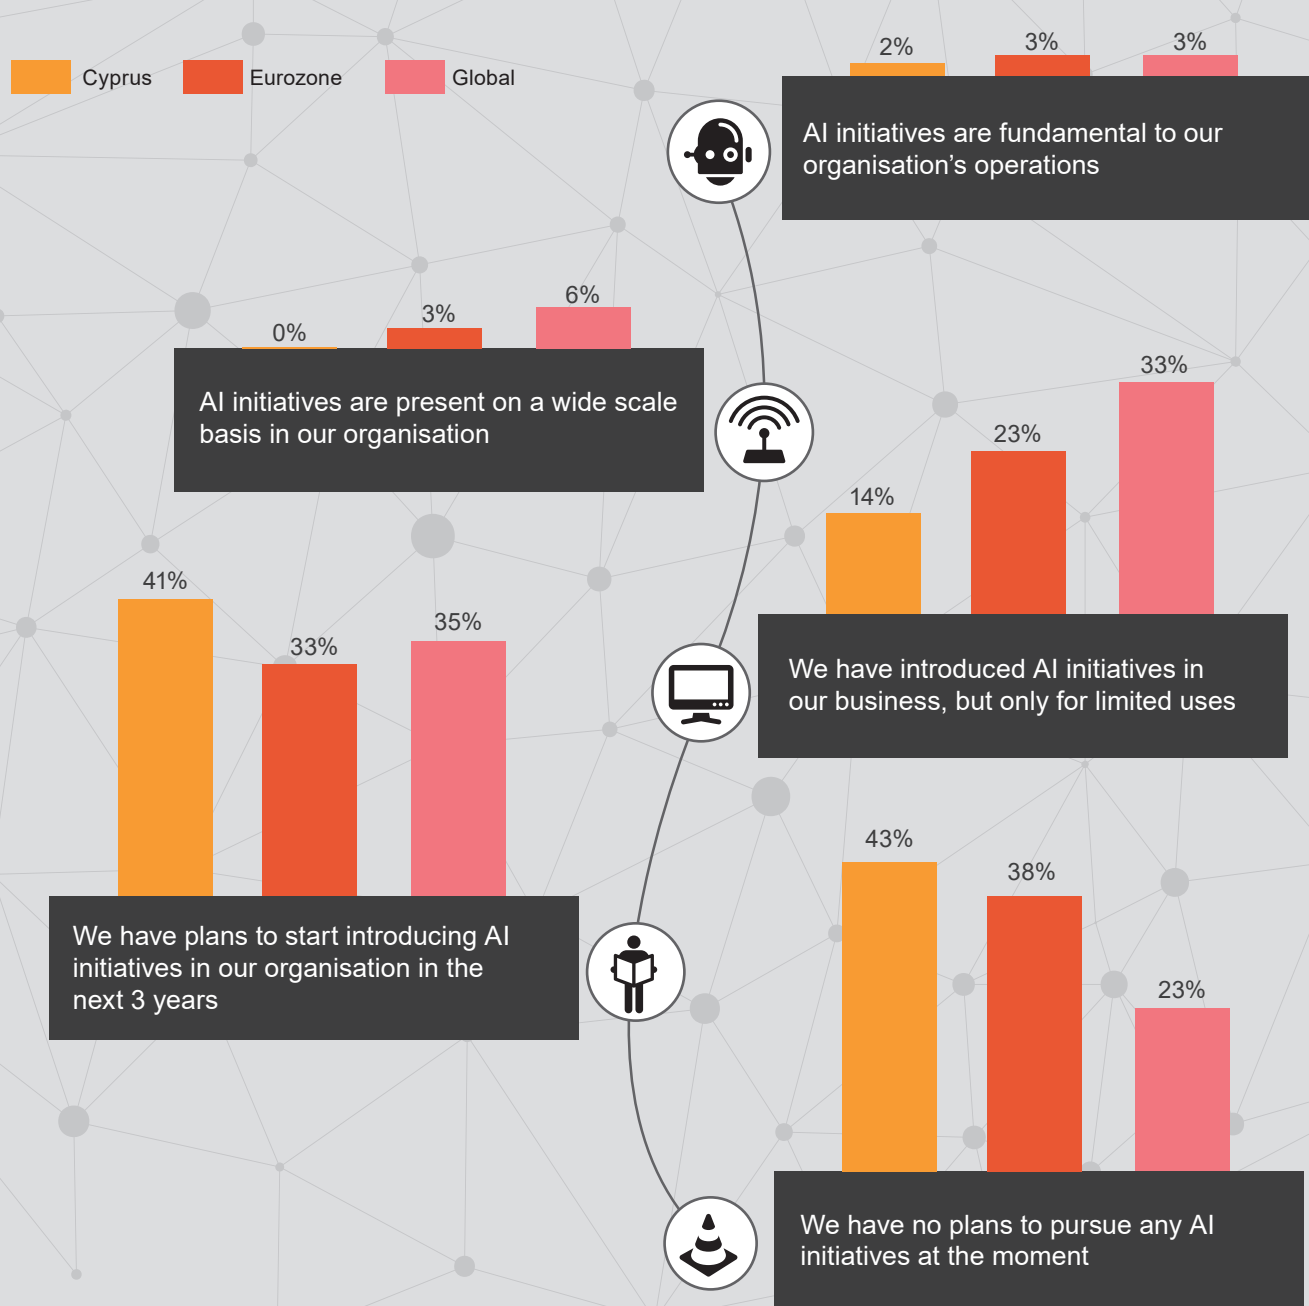 Cyprus Eurozone Global
2% 3% 3%
AI initiatives are fundamental to our
organisation’s operations
0% 3% 6%
AI initiatives are present on a wide scale
basis in our organisation
14% 23% 33%
We have introduced AI initiatives in
our business, but only for limited uses
41% 33% 35%
We have plans to start introducing AI
initiatives in our organisation in the
next 3 years
43% 38% 23%
We have no plans to pursue any AI
initiatives at the moment